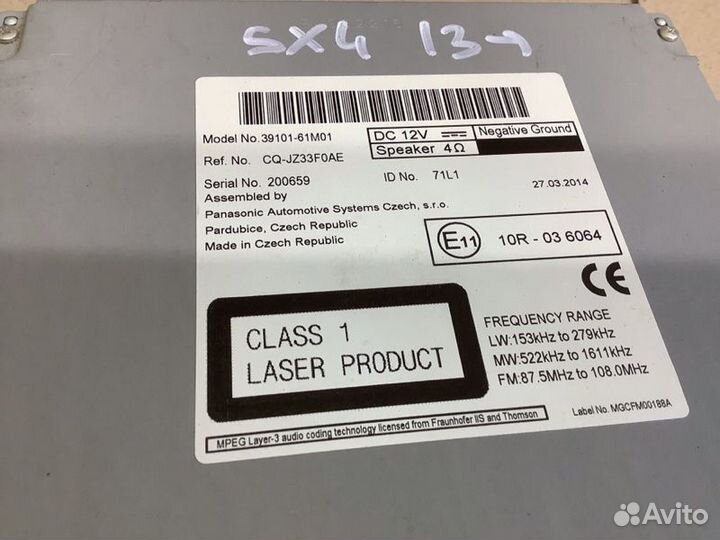 SX4 13→
Model No. 39101-61M01
DC 12V
Negative Ground
Speaker 4Ω
Ref. No. CQ-JZ33F0AE
Serial No. 200659
ID No. 71L1
27.03.2014
Assembled by
Panasonic Automotive Systems Czech, s.r.o.
Pardubice, Czech Republic
Made in Czech Republic
E11
10R - 03 6064
CE
CLASS 1
LASER PRODUCT
FREQUENCY RANGE
LW:153kHz to 279kHz
MW:522kHz to 1611kHz
FM:87.5MHz to 108.0MHz
Label No. MGCFM00188A
MPEG Layer-3 audio coding technology licensed from Fraunhofer IIS and Thomson
Avito